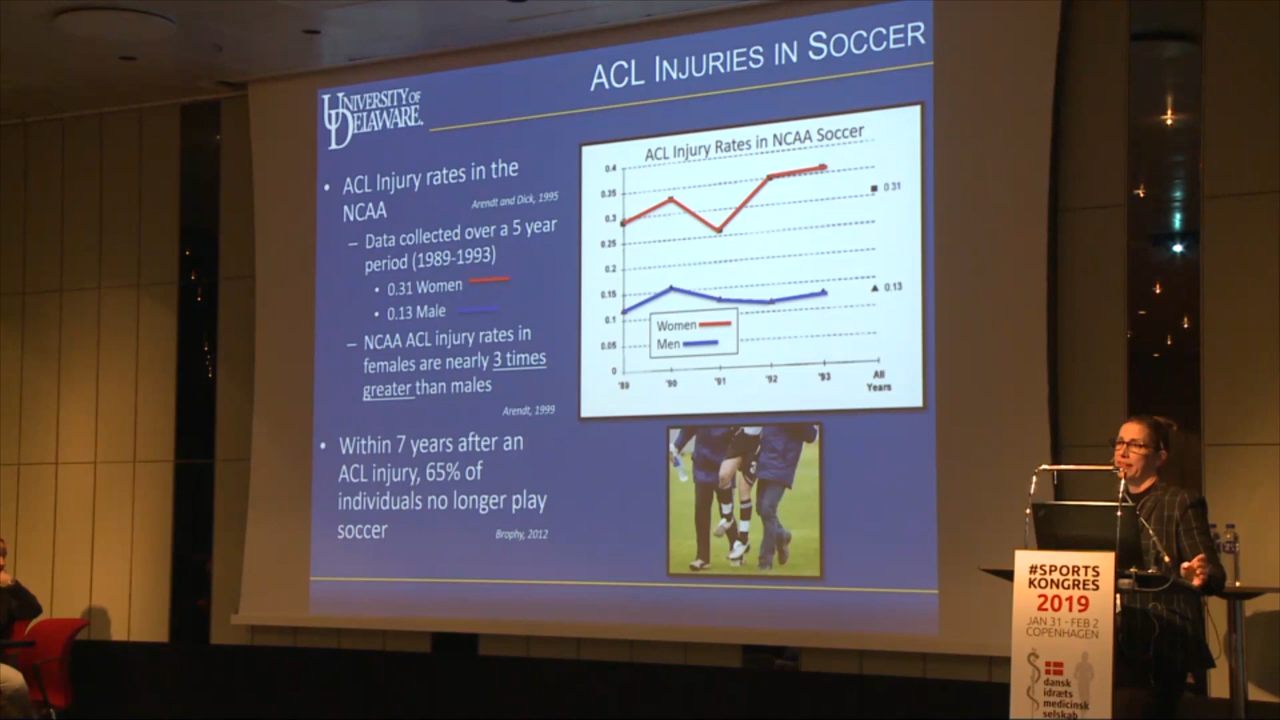 ACL INJURIES IN SOCCER
UNIVERSITY OF
DELAWARE.
• ACL Injury rates in the
NCAA
Arendt and Dick, 1995
– Data collected over a 5 year
period (1989-1993)
• 0.31 Women
• 0.13 Male
– NCAA ACL injury rates in
females are nearly 3 times
greater than males
Arendt, 1999
• Within 7 years after an
ACL injury, 65% of
individuals no longer play
soccer
Brophy, 2012
ACL Injury Rates in NCAA Soccer
0.4
0.35
0.3
0.25
0.2
0.15
0.1
0.05
0
0.31
0.13
Women
Men
'89 '90 '91 '92 '93 All
Years
#SPORTS
KONGRES
2019
JAN 31 - FEB 2
COPENHAGEN
dansk
idræts
medicinsk
selskab